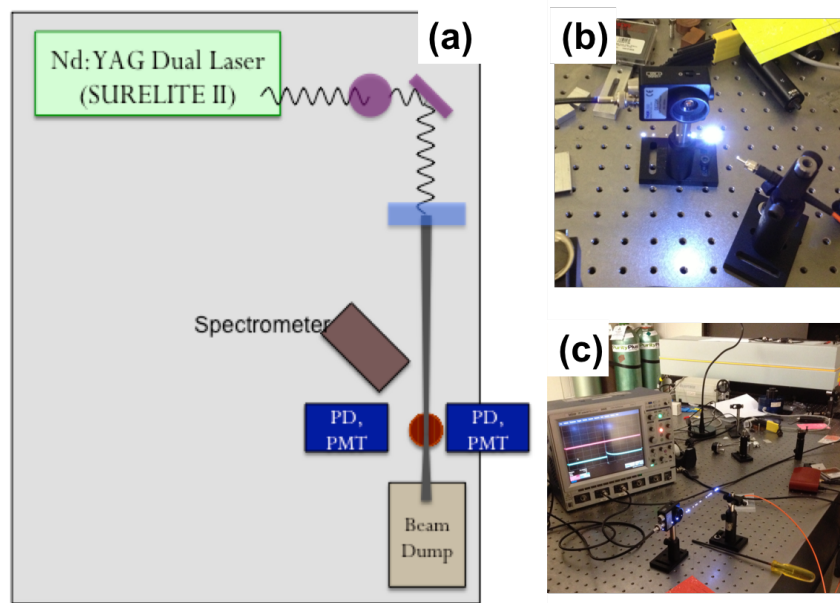 (a)
Nd:YAG Dual Laser
(SURELITE II)
Spectrometer
PD,
PMT
PD,
PMT
Beam
Dump
(b)
(c)